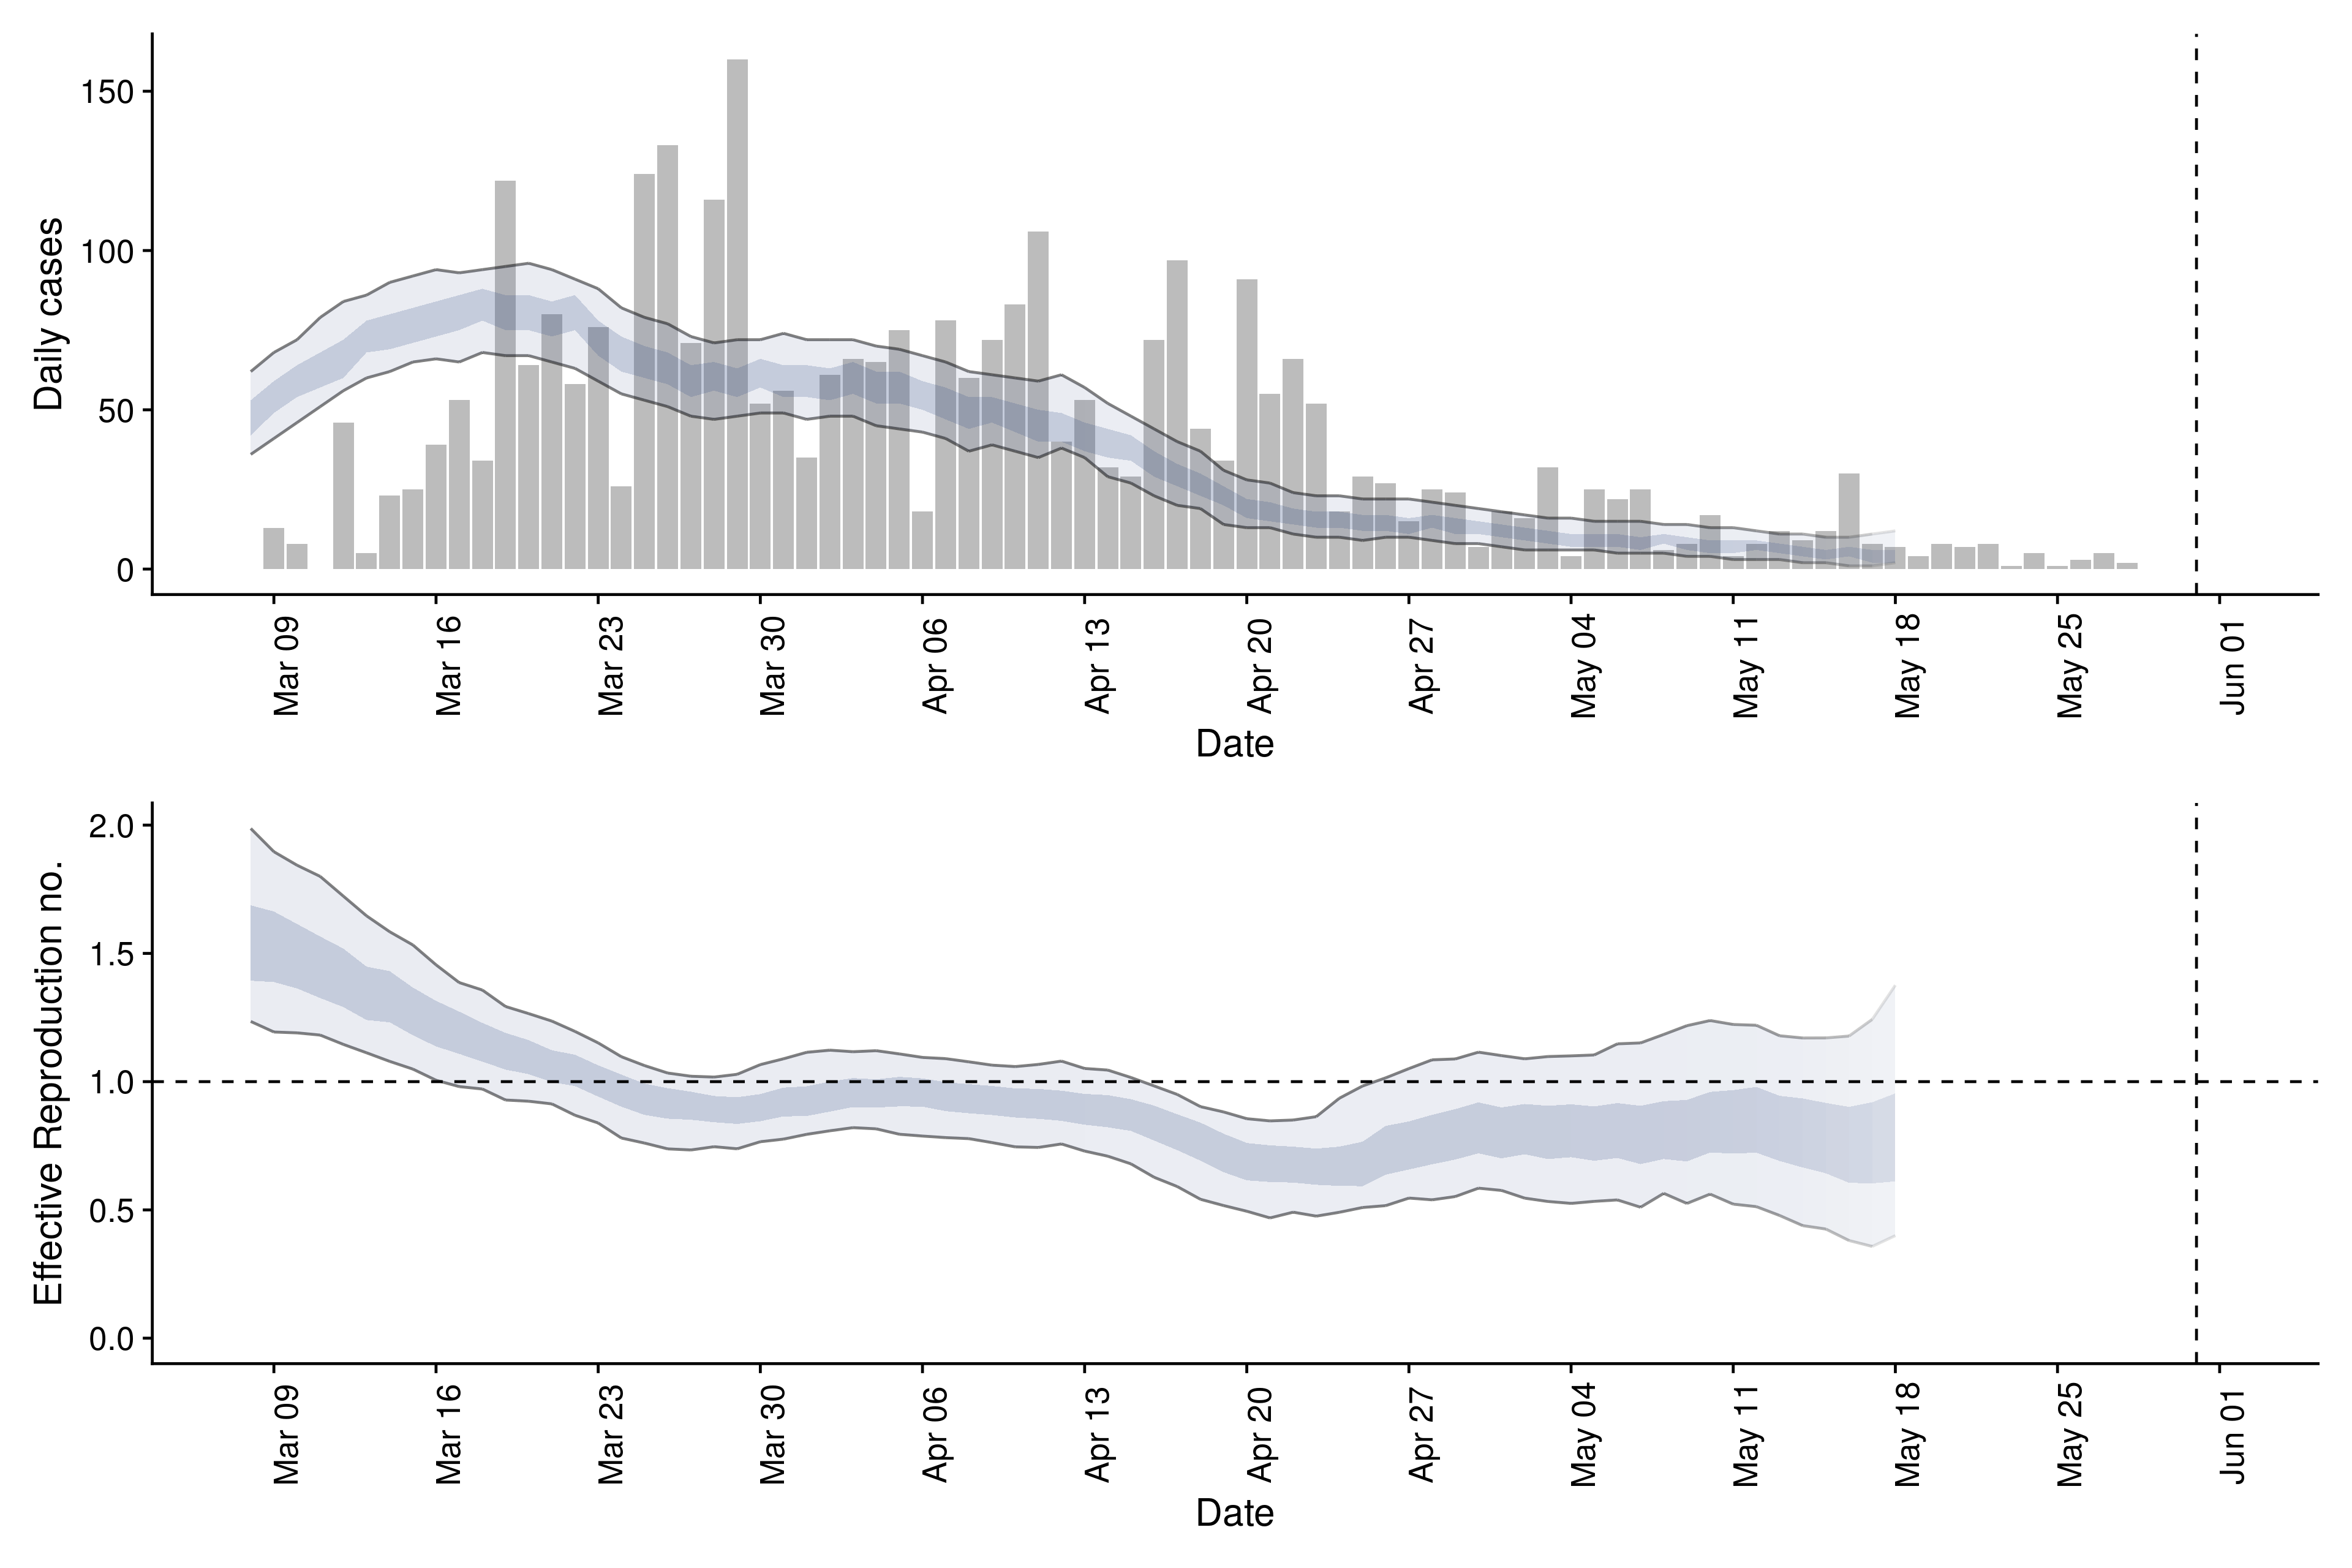 Daily cases
150
100
50
0
Mar 09
Mar 16
Mar 23
Mar 30
Apr 06
Apr 13
Apr 20
Apr 27
May 04
May 11
May 18
May 25
Jun 01
Date
Effective Reproduction no.
2.0
1.5
1.0
0.5
0.0
Mar 09
Mar 16
Mar 23
Mar 30
Apr 06
Apr 13
Apr 20
Apr 27
May 04
May 11
May 18
May 25
Jun 01
Date